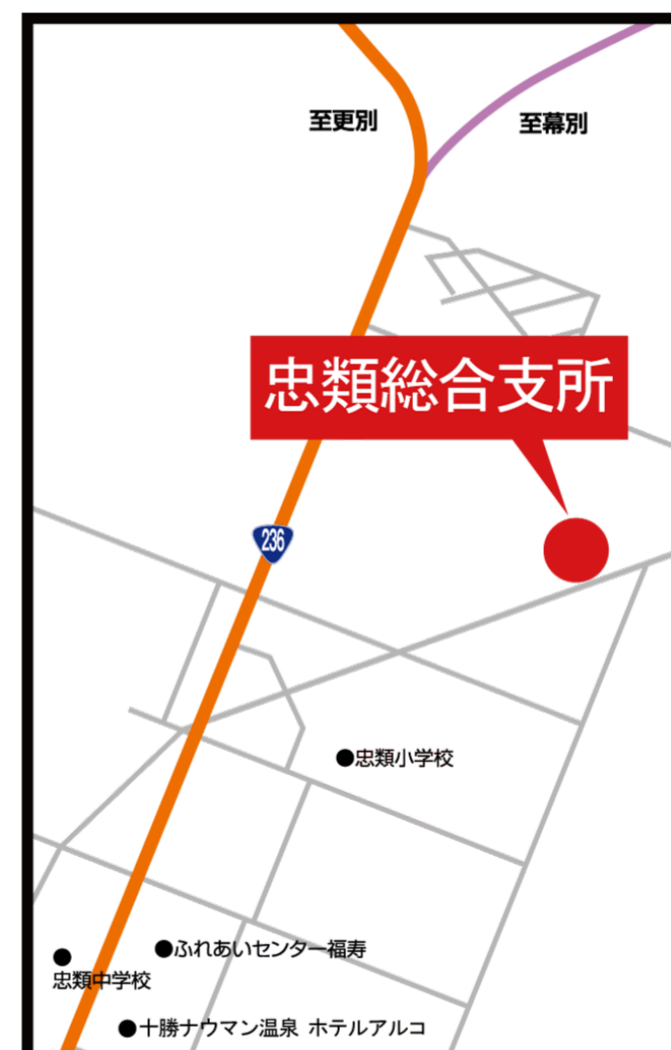 至更別
至幕別
忠類総合支所
236
忠類小学校
ふれあいセンター福寿
忠類中学校
十勝ナウマン温泉 ホテルアルコ